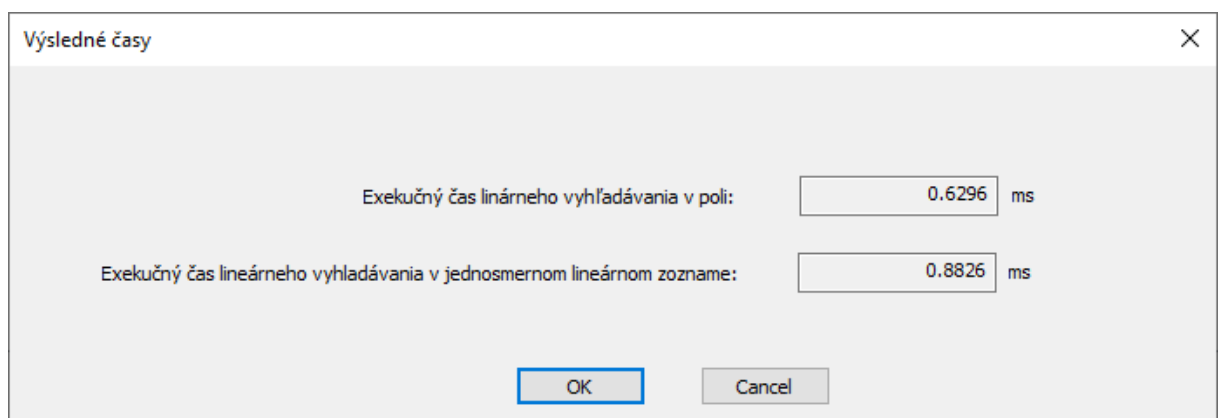 Výsledné časy
Exekučný čas linárneho vyhľadávania v poli: 0.6296 ms
Exekučný čas lineárneho vyhladávania v jednosmernom lineárnom zozname: 0.8826 ms
OK Cancel